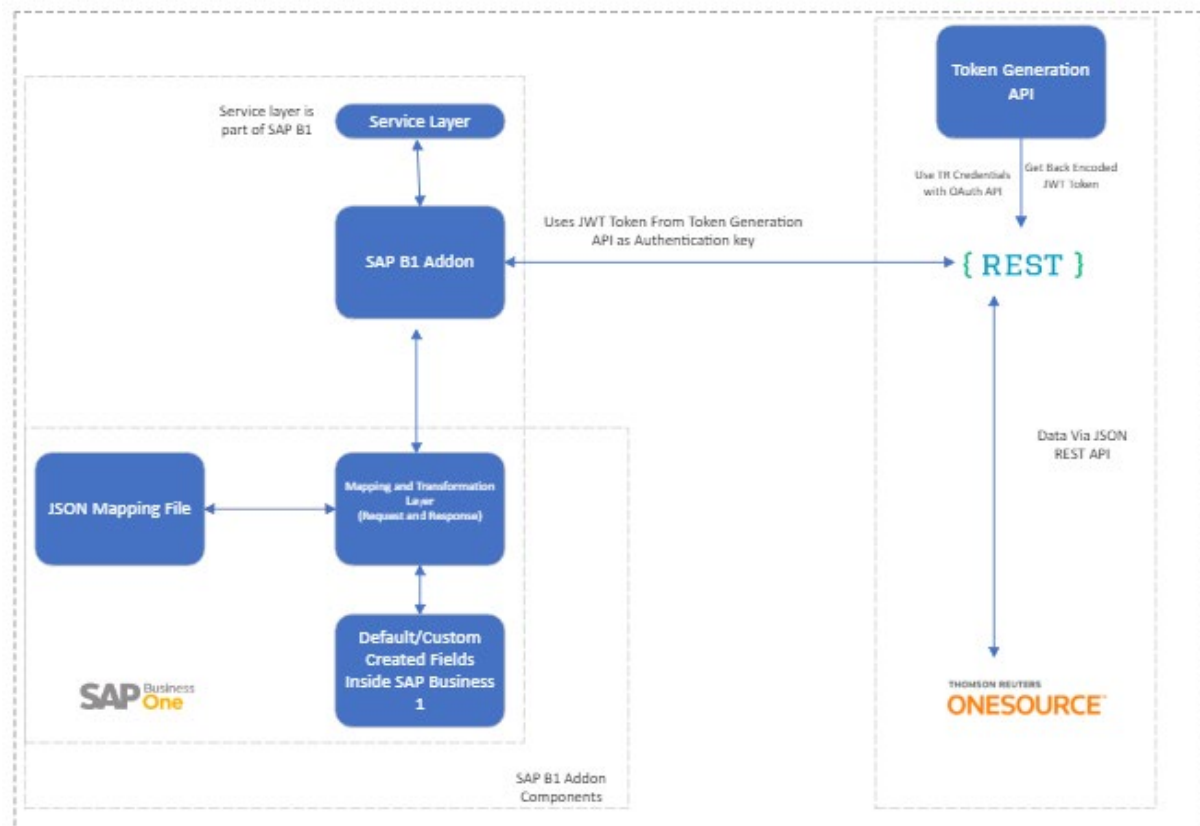 Token Generation
API
Service layer is
part of SAP B1
Service Layer
Use TR Credentials
with OAuth API
Get Back Encoded
JWT Token
Uses JWT Token From Token Generation
API as Authentication key
SAP B1 Addon
{ REST }
Data Via JSON
REST API
JSON Mapping File
Mapping and Transformation
Layer
(Request and Response)
Default/Custom
Created Fields
Inside SAP Business
1
SAP Business
One
THOMSON REUTERS
ONESOURCE™
SAP B1 Addon
Components